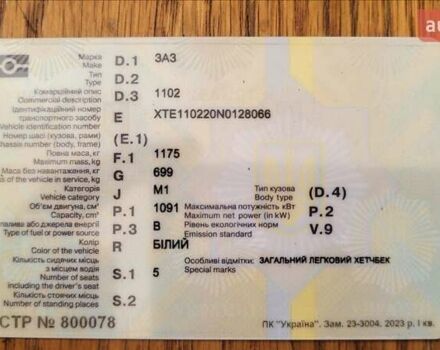 Марка D.1 ЗАЗ
Make
Тип D.2
Type
Комерційний опис D.3 1102
Commercial description
Ідентифікаційний номер
транспортного засобу E XTE110220N0128066
Vehicle identification number
Номер шасі (кузова, рами) (E.1)
Chassis number (body, frame)
Повна маса, кг F.1 1175
Maximum mass, kg
Маса без навантаження, кг G 699
of the vehicle in service, kg
Категорія J M1 Тип кузова (D.4)
Vehicle category Body type
Об'єм двигуна, см³ P.1 1091 Максимальна потужність кВт P.2
Capacity, cm³ Maximum net power (in kW)
палива або джерела енергії P.3 B Рівень екологічних норм V.9
Type of fuel or power source Emission standard
Колір R БІЛИЙ
Color of the vehicle
Кількість сидячих місць Особливі відмітки: ЗАГАЛЬНИЙ ЛЕГКОВИЙ ХЕТЧБЕК
з місцем водія S.1 5 Special marks
Number of seats
including the driver's seat
Кількість стоячих місць S.2
Number of standing places
СТР № 800078 ПК "Україна". Зам. 23-3004, 2023 р. І кв.